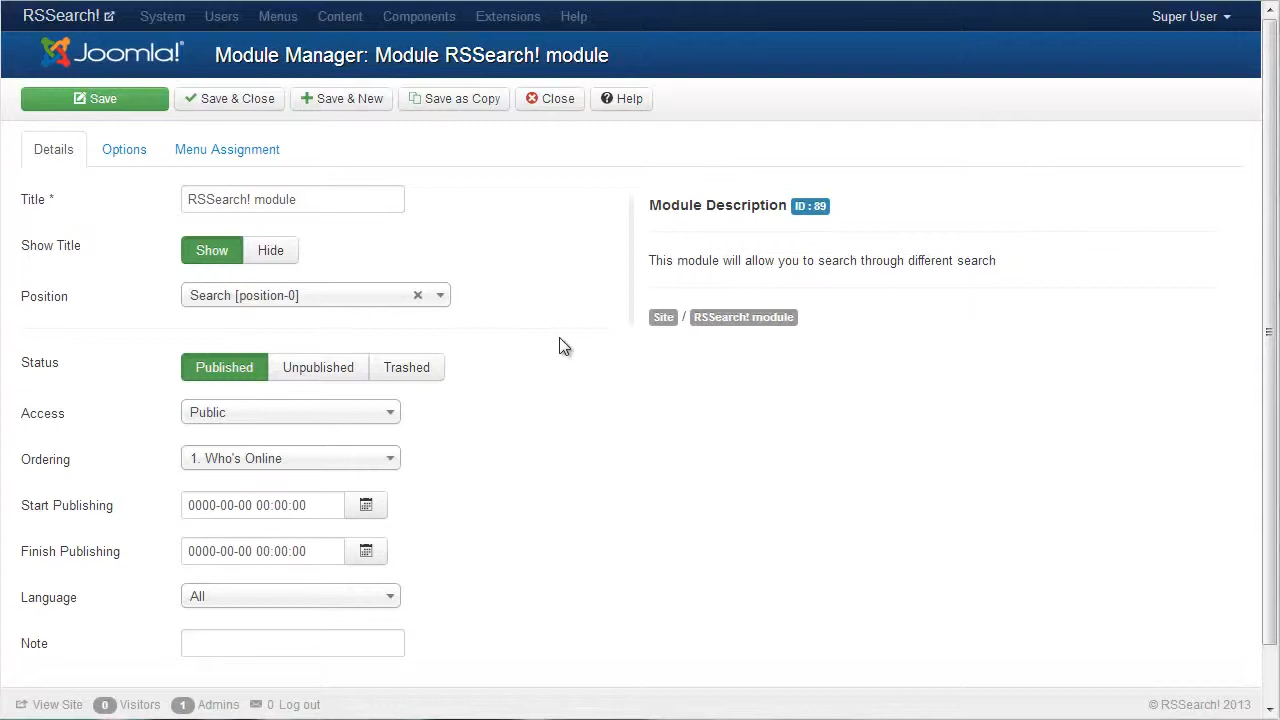 RSSearch! System Users Menus Content Components Extensions Help Super User
Joomla!® Module Manager: Module RSSearch! module
Save Save & Close Save & New Save as Copy Close Help
Details Options Menu Assignment
Title * RSSearch! module
Module Description ID : 89
Show Title Show Hide
This module will allow you to search through different search
Position Search [position-0]
Site / RSSearch! module
Status Published Unpublished Trashed
Access Public
Ordering 1. Who's Online
Start Publishing 0000-00-00 00:00:00
Finish Publishing 0000-00-00 00:00:00
Language All
Note
View Site 0 Visitors 1 Admins 0 Log out © RSSearch! 2013